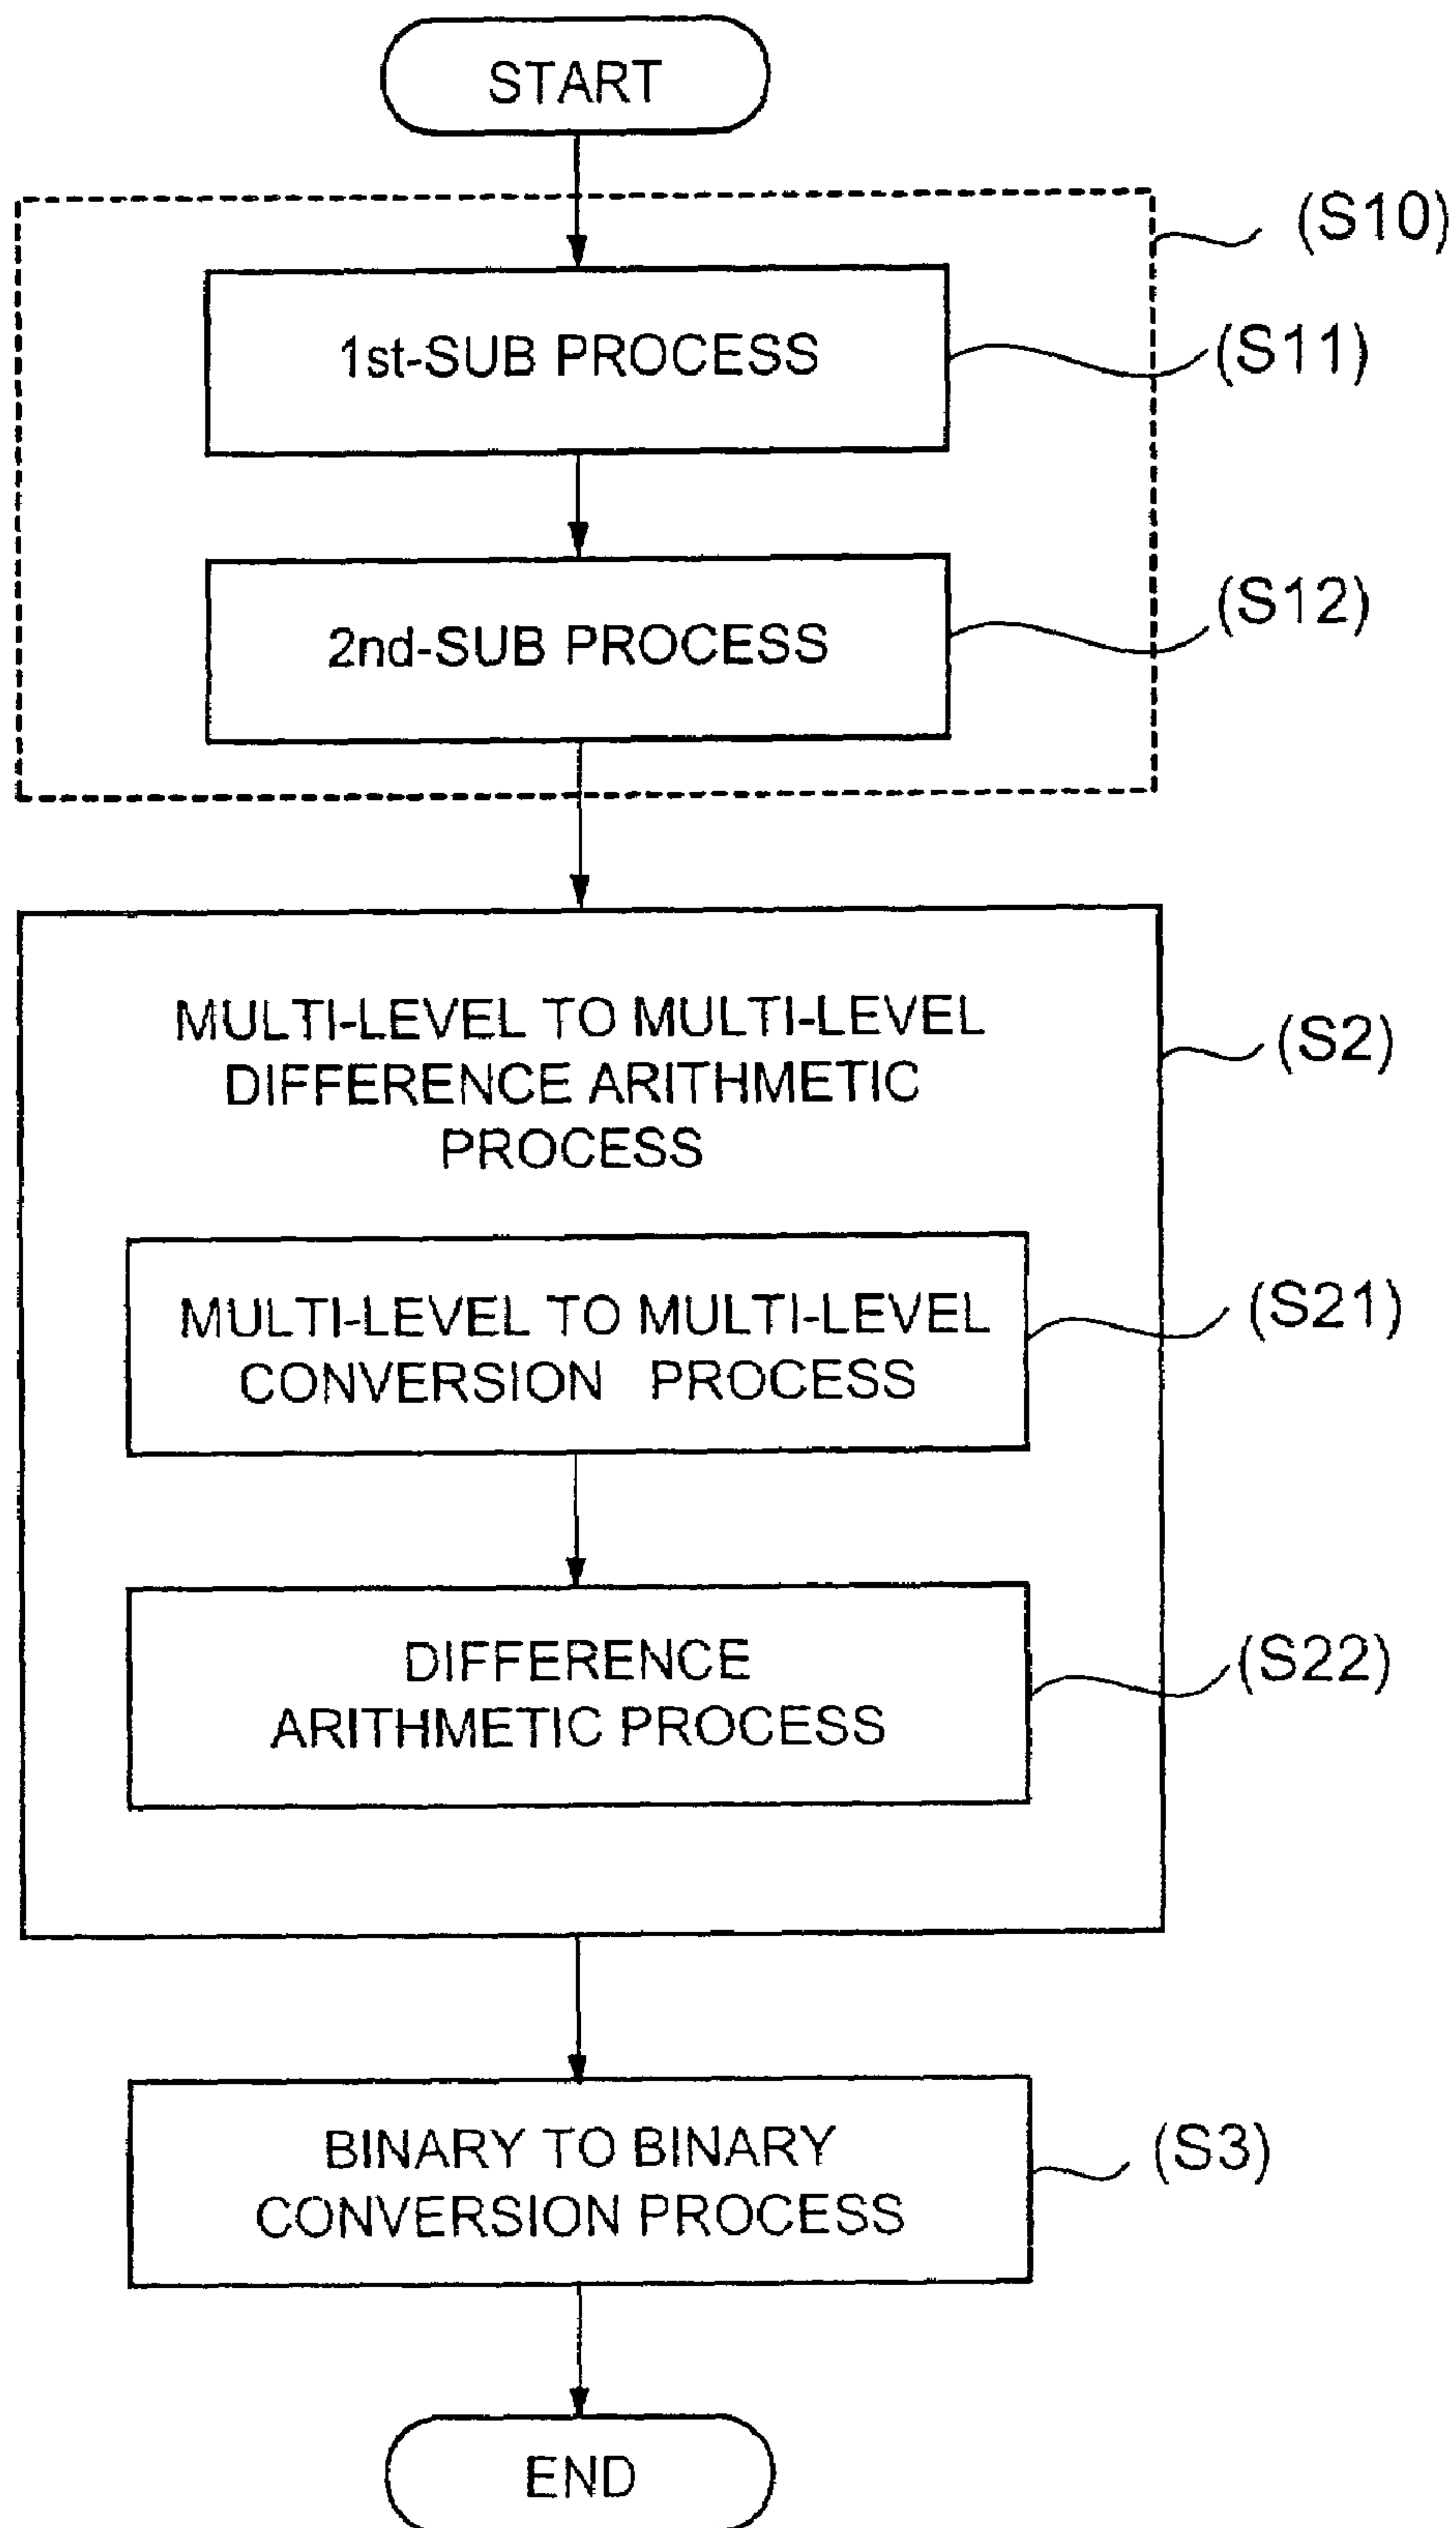 START
(S10)
1st-SUB PROCESS
(S11)
2nd-SUB PROCESS
(S12)
MULTI-LEVEL TO MULTI-LEVEL
DIFFERENCE ARITHMETIC
PROCESS
(S2)
MULTI-LEVEL TO MULTI-LEVEL
CONVERSION PROCESS
(S21)
DIFFERENCE
ARITHMETIC PROCESS
(S22)
BINARY TO BINARY
CONVERSION PROCESS
(S3)
END